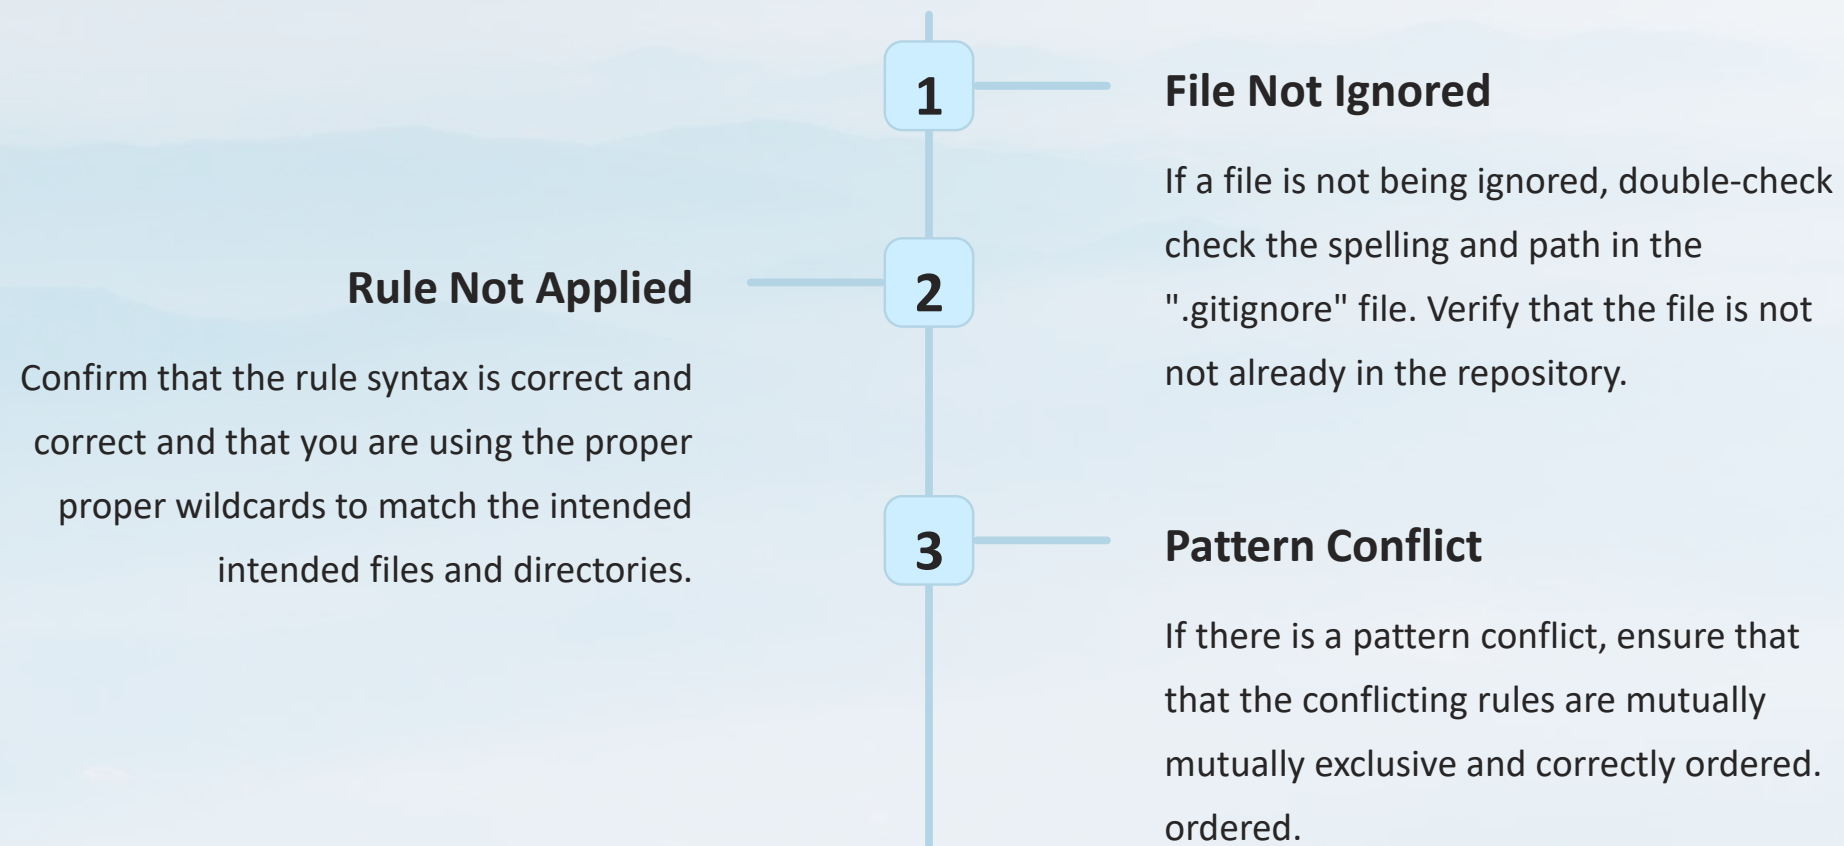 1
File Not Ignored
If a file is not being ignored, double-check
check the spelling and path in the
".gitignore" file. Verify that the file is not
not already in the repository.
2
Rule Not Applied
Confirm that the rule syntax is correct and
correct and that you are using the proper
proper wildcards to match the intended
intended files and directories.
3
Pattern Conflict
If there is a pattern conflict, ensure that
that the conflicting rules are mutually
mutually exclusive and correctly ordered.
ordered.